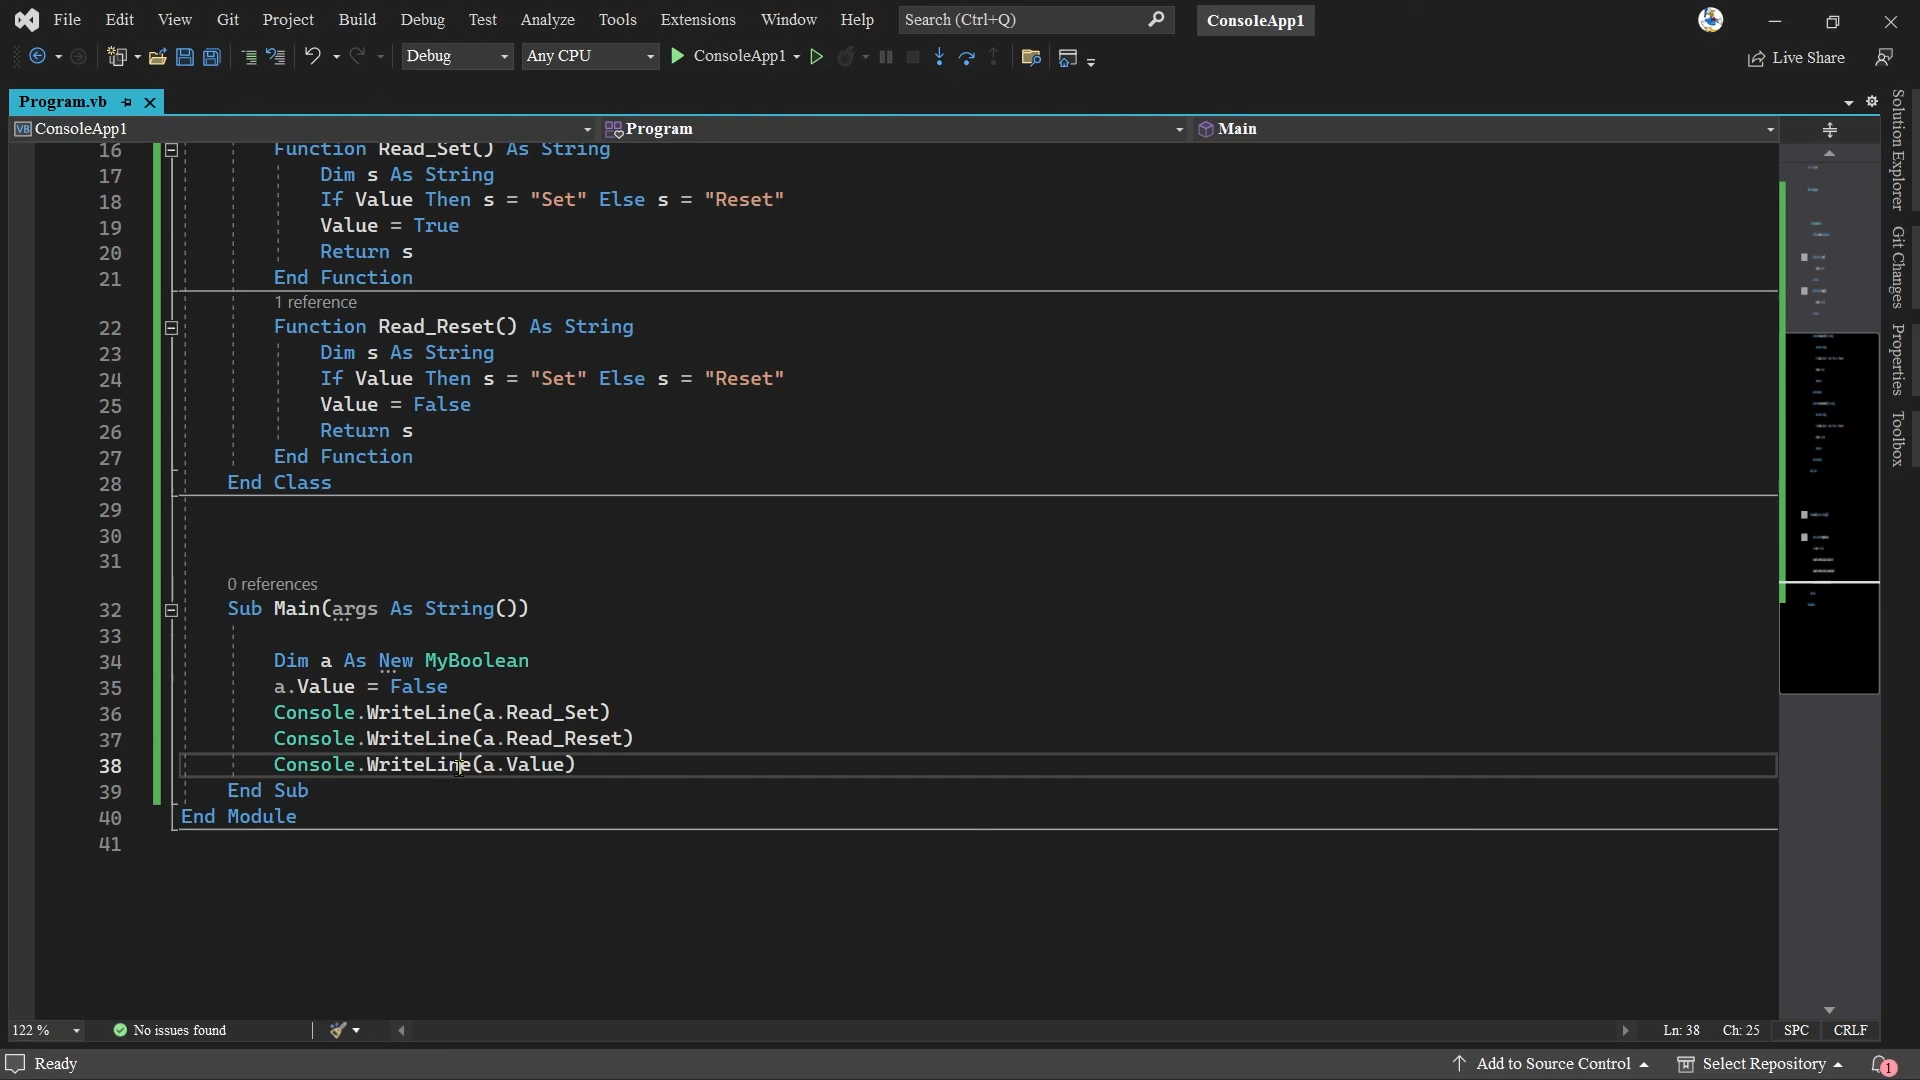 File Edit View Git Project Build Debug Test Analyze Tools Extensions Window Help Search (Ctrl+Q) ConsoleApp1
Debug Any CPU ConsoleApp1 Live Share
Program.vb
VB ConsoleApp1 Program Main
16 Function Read_Set() As String
17 Dim s As String
18 If Value Then s = "Set" Else s = "Reset"
19 Value = True
20 Return s
21 End Function
1 reference
22 Function Read_Reset() As String
23 Dim s As String
24 If Value Then s = "Set" Else s = "Reset"
25 Value = False
26 Return s
27 End Function
28 End Class
29
30
31
0 references
32 Sub Main(args As String())
33
34 Dim a As New MyBoolean
35 a.Value = False
36 Console.WriteLine(a.Read_Set)
37 Console.WriteLine(a.Read_Reset)
38 Console.WriteLine(a.Value)
39 End Sub
40 End Module
41
Solution Explorer
Git Changes
Properties
Toolbox
122 % No issues found Ln: 38 Ch: 25 SPC CRLF
Ready Add to Source Control Select Repository 1